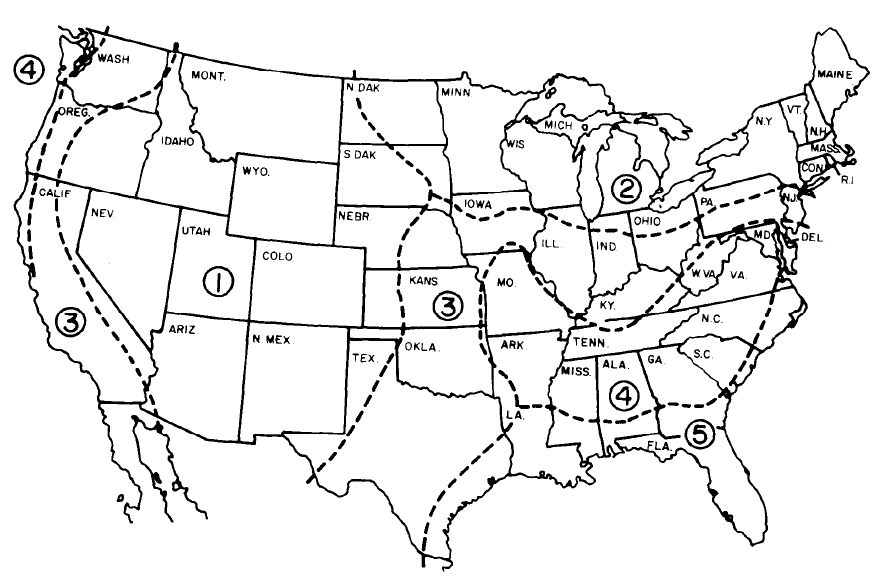 WASH.
④
MONT.
N DAK
MINN
MAINE
OREG.
IDAHO
MICH
WIS
N.Y
VT.
N.H
MASS.
S DAK
WYO.
CON.
R.I
CALIF
②
NEV.
NEBR
IOWA
PA
N.J.
OHIO
UTAH
COLO.
ILL.
IND.
MD
DEL.
W.VA.
VA.
①
KANS
③
MO.
KY.
③
ARIZ.
N.MEX.
TEX.
OKLA.
ARK
TENN.
N.C.
MISS.
ALA.
GA.
S.C.
④
LA.
⑤
FLA.